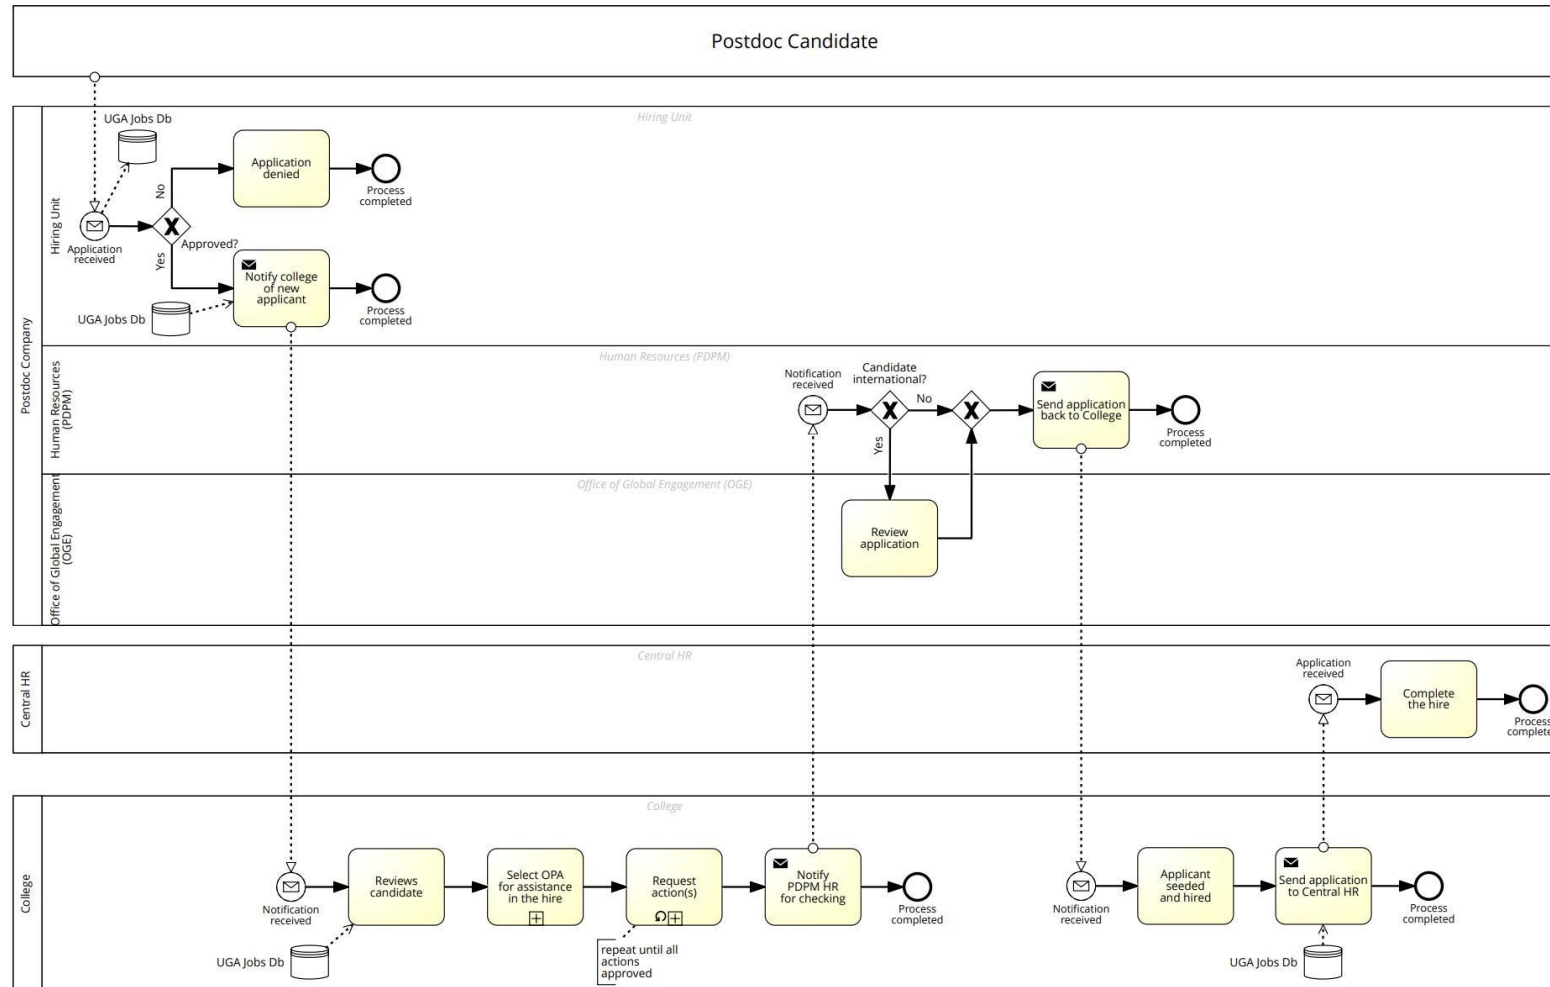 Postdoc Candidate
Postdoc Company
Hiring Unit
Hiring Unit
UGA Jobs Db
Application
received
Approved?
No
Yes
Application
denied
Process
completed
Notify college
of new
applicant
Process
completed
UGA Jobs Db
Human Resources
(PDPM)
Human Resources (PDPM)
Notification
received
Candidate
international?
No
Yes
Send application
back to College
Process
completed
Office of Global Engagement
(OGE)
Office of Global Engagement (OGE)
Review
application
Central HR
Central HR
Application
received
Complete
the hire
Process
complete
College
College
Notification
received
Reviews
candidate
UGA Jobs Db
Select OPA
for assistance
in the hire
Request
action(s)
repeat until all
actions
approved
Notify
PDPM HR
for checking
Process
completed
Notification
received
Applicant
seeded
and hired
Send application
to Central HR
Process
completed
UGA Jobs Db